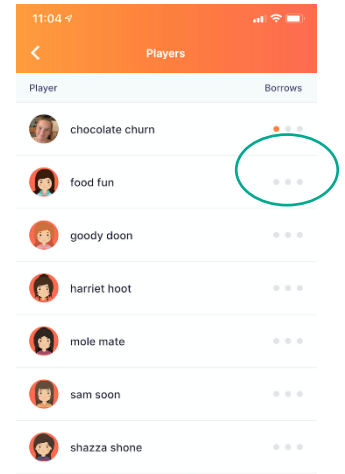 11:04
Players
Player Borrows
chocolate churn
food fun
goody doon
harriet hoot
mole mate
sam soon
shazza shone